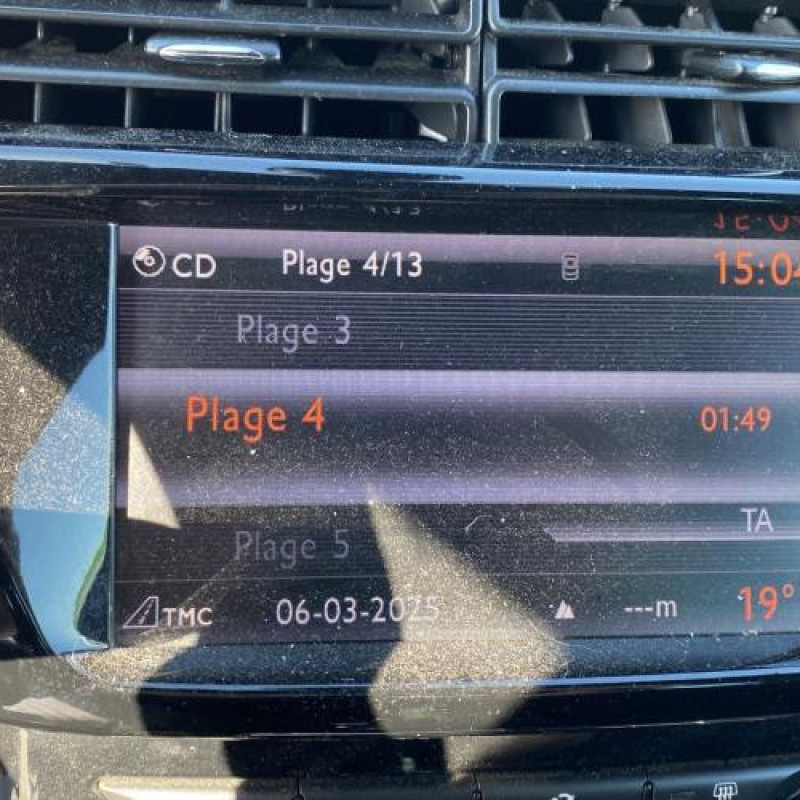 CD Plage 4/13 15:04
Plage 3
Plage 4 01:49
TA
Plage 5
TMC 06-03-2025 ---m 19°